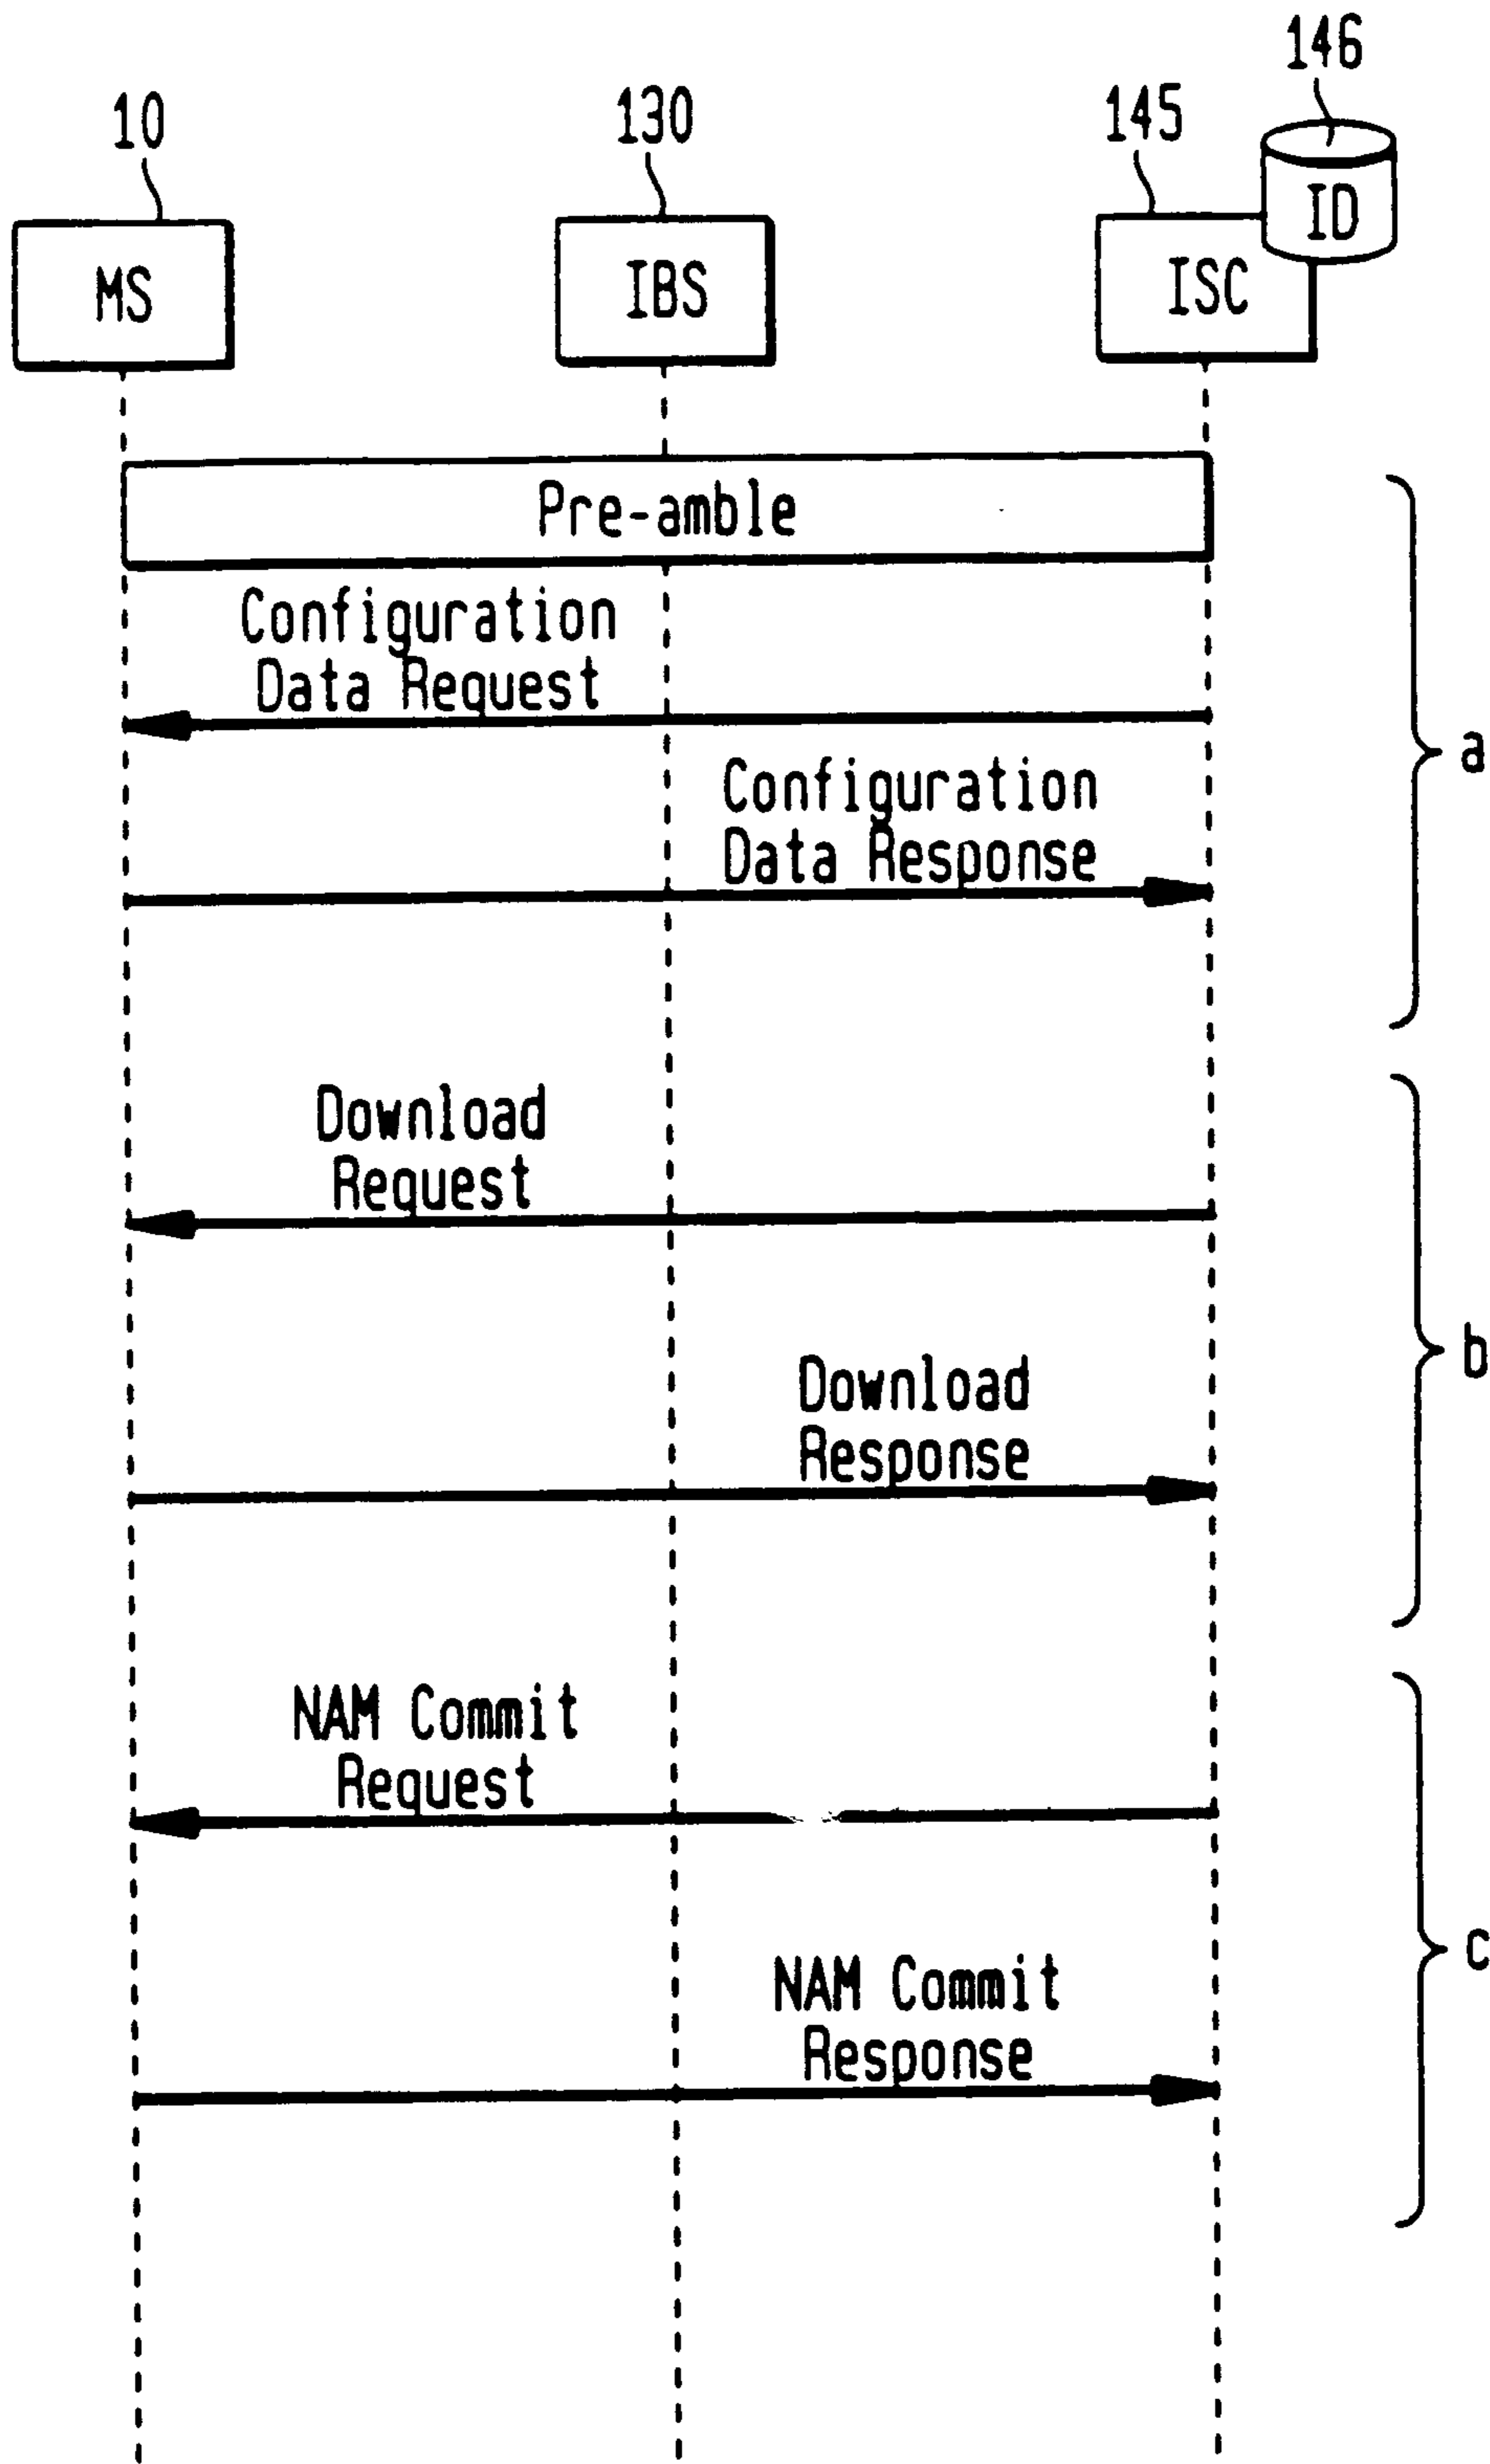 146
10
130
145
ID
MS
IBS
ISC
Pre-amble
Configuration
Data Request
a
Configuration
Data Response
Download
Request
b
Download
Response
NAM Commit
Request
c
NAM Commit
Response